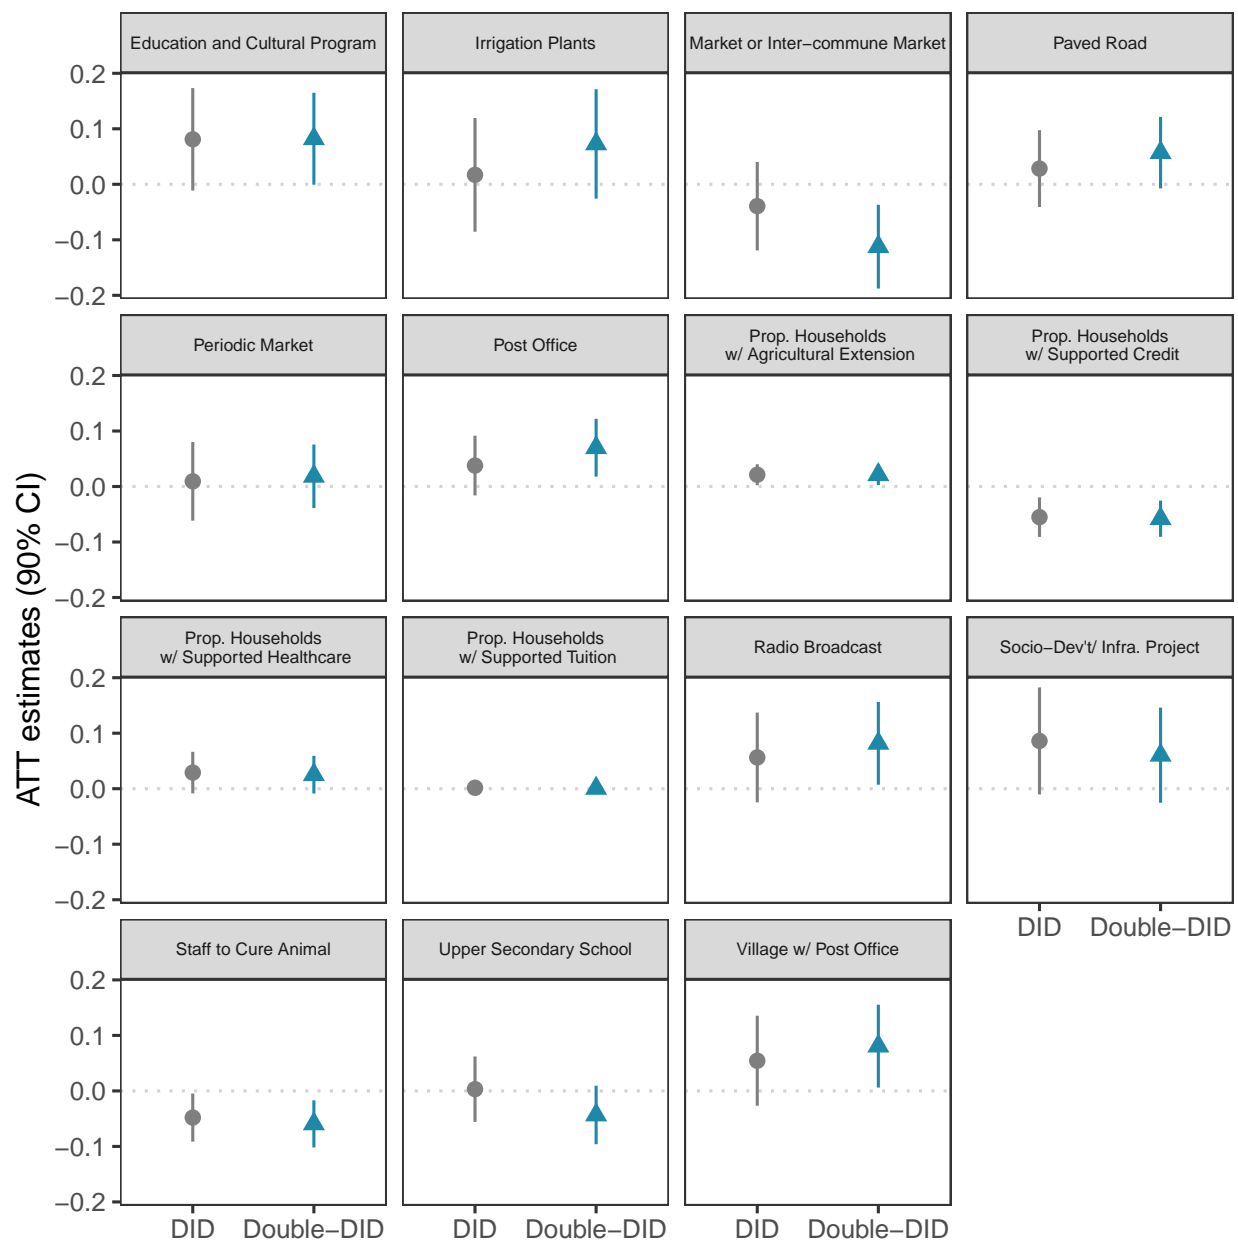 Education and Cultural Program
Irrigation Plants
Market or Inter−commune Market
Paved Road
0.2
0.1
0.0
−0.1
−0.2
Periodic Market
Post Office
Prop. Households
w/ Agricultural Extension
Prop. Households
w/ Supported Credit
0.2
0.1
0.0
−0.1
−0.2
ATT estimates (90% CI)
Prop. Households
w/ Supported Healthcare
Prop. Households
w/ Supported Tuition
Radio Broadcast
Socio−Dev't/ Infra. Project
0.2
0.1
0.0
−0.1
−0.2
DID Double−DID
Staff to Cure Animal
Upper Secondary School
Village w/ Post Office
0.2
0.1
0.0
−0.1
−0.2
DID Double−DID
DID Double−DID
DID Double−DID